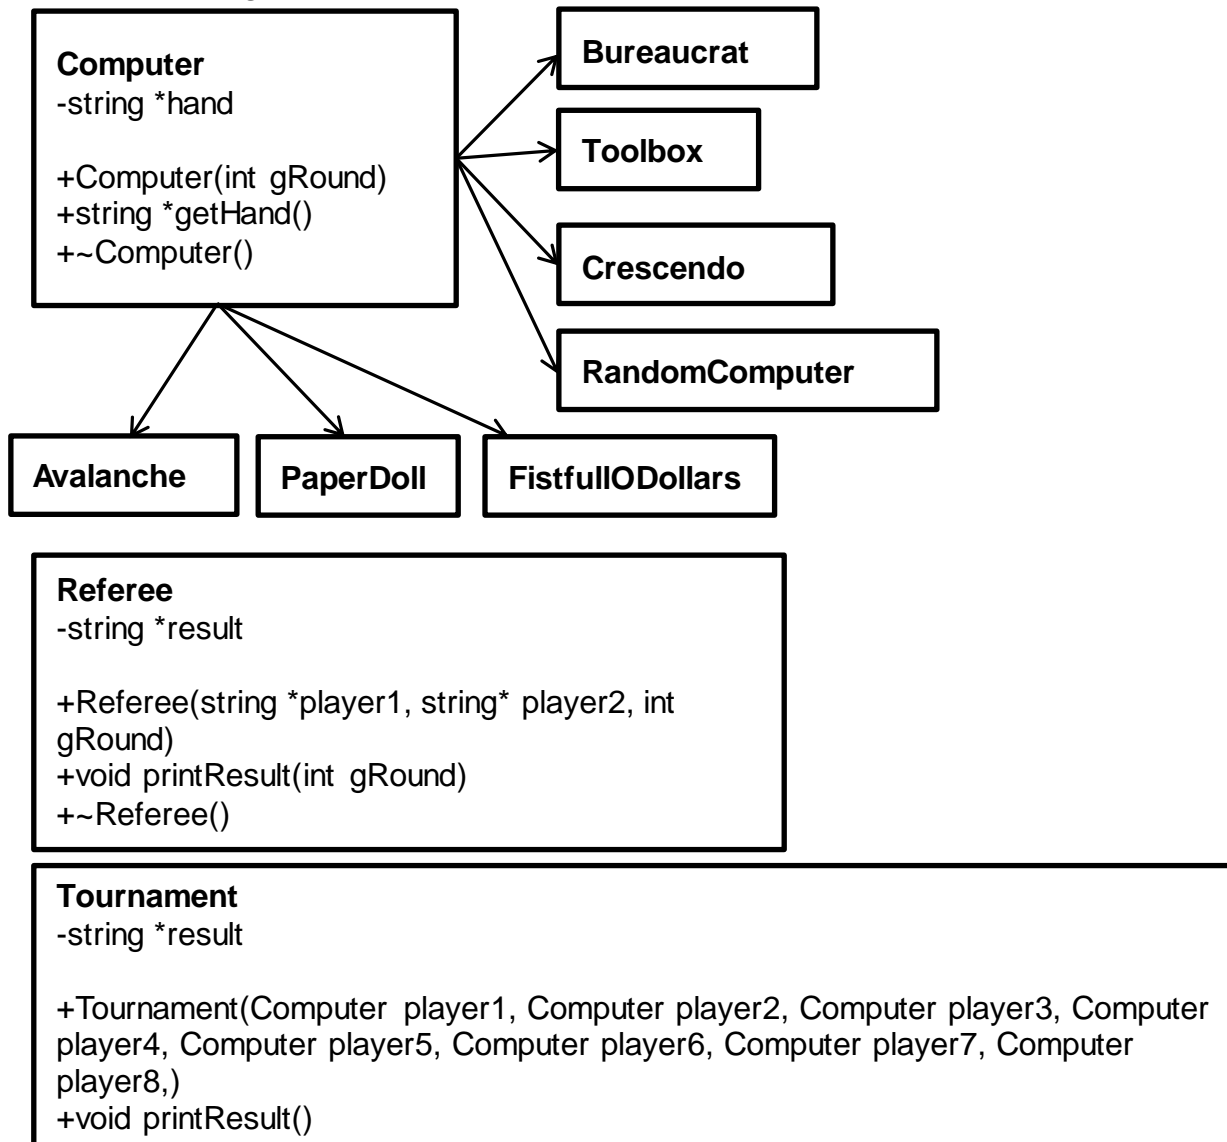 Computer
-string *hand
+Computer(int gRound)
+string *getHand()
+~Computer()
Bureaucrat
Toolbox
Crescendo
RandomComputer
Avalanche
PaperDoll
FistfullODollars
Referee
-string *result
+Referee(string *player1, string* player2, int
gRound)
+void printResult(int gRound)
+~Referee()
Tournament
-string *result
+Tournament(Computer player1, Computer player2, Computer player3, Computer
player4, Computer player5, Computer player6, Computer player7, Computer
player8,)
+void printResult()